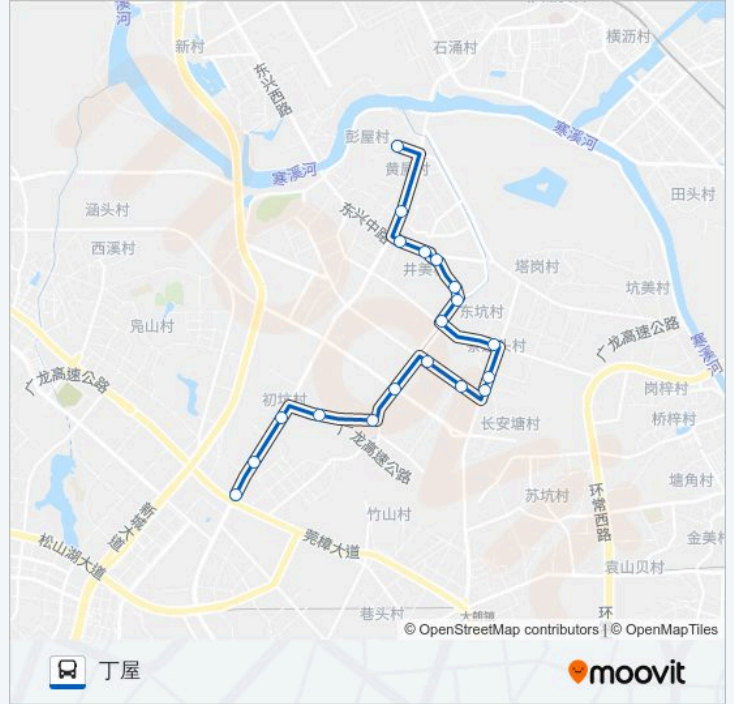 寒溪河
新村
石涌村
横沥村
东兴西路
彭屋村
寒溪河
寒溪河
田头村
涵头村
东兴中路
西溪村
井美
塔岗村
坑美村
凫山村
东坑村
广龙高速公路
寒溪河
广龙高速公路
岗梓村
初坑村
长安塘村
桥梓村
广龙高速公路
塘角村
苏坑村
竹山村
环常西路
新城大道
金美村
松山湖大道
莞樟大道
袁山贝村
巷头村
大朗镇
环
© OpenStreetMap contributors | © OpenMapTiles
丁屋
moovit